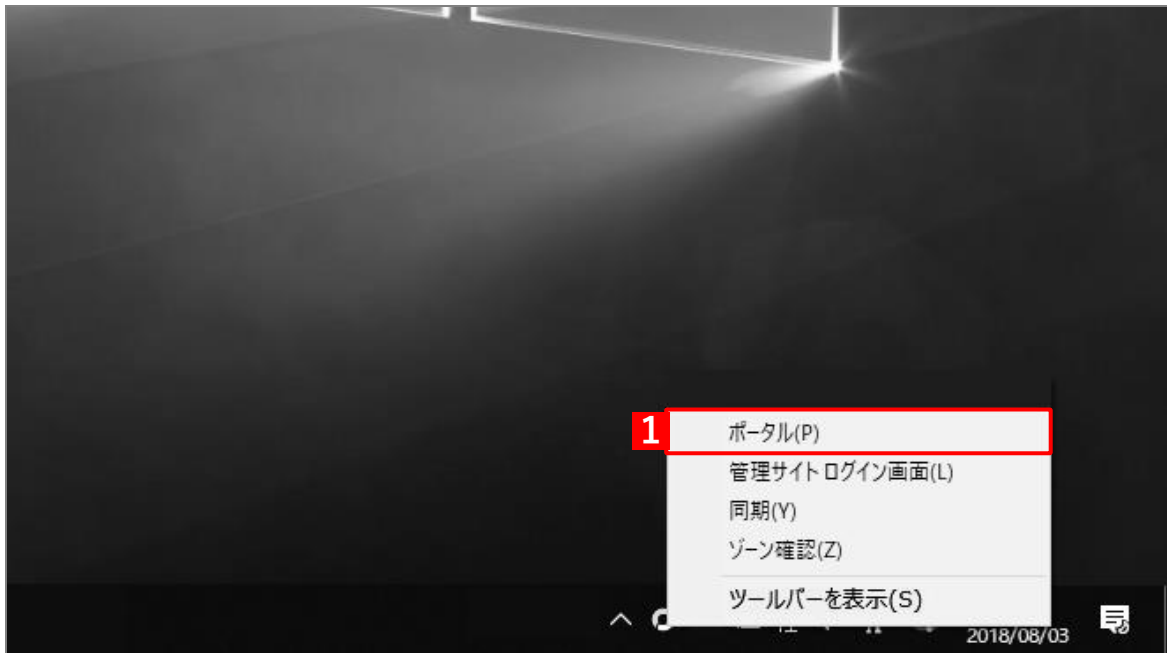 1
ポータル(P)
管理サイトログイン画面(L)
同期(Y)
ゾーン確認(Z)
ツールバーを表示(S)
2018/08/03